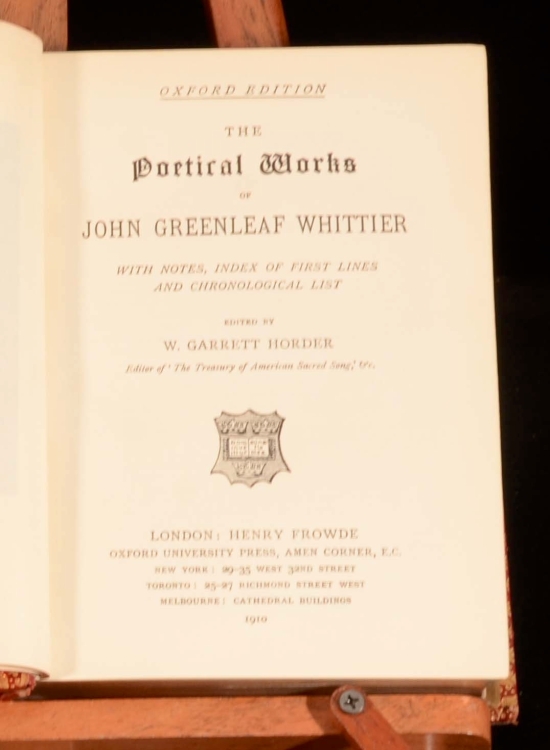 OXFORD EDITION
THE
Poetical Works
OF
JOHN GREENLEAF WHITTIER
WITH NOTES, INDEX OF FIRST LINES
AND CHRONOLOGICAL LIST
EDITED BY
W. GARRETT HORDER
Editor of 'The Treasury of American Sacred Song,' &c.
LONDON: HENRY FROWDE
OXFORD UNIVERSITY PRESS, AMEN CORNER, E.C.
NEW YORK: 29-35 WEST 32ND STREET
TORONTO: 25-27 RICHMOND STREET WEST
MELBOURNE: CATHEDRAL BUILDINGS
1910